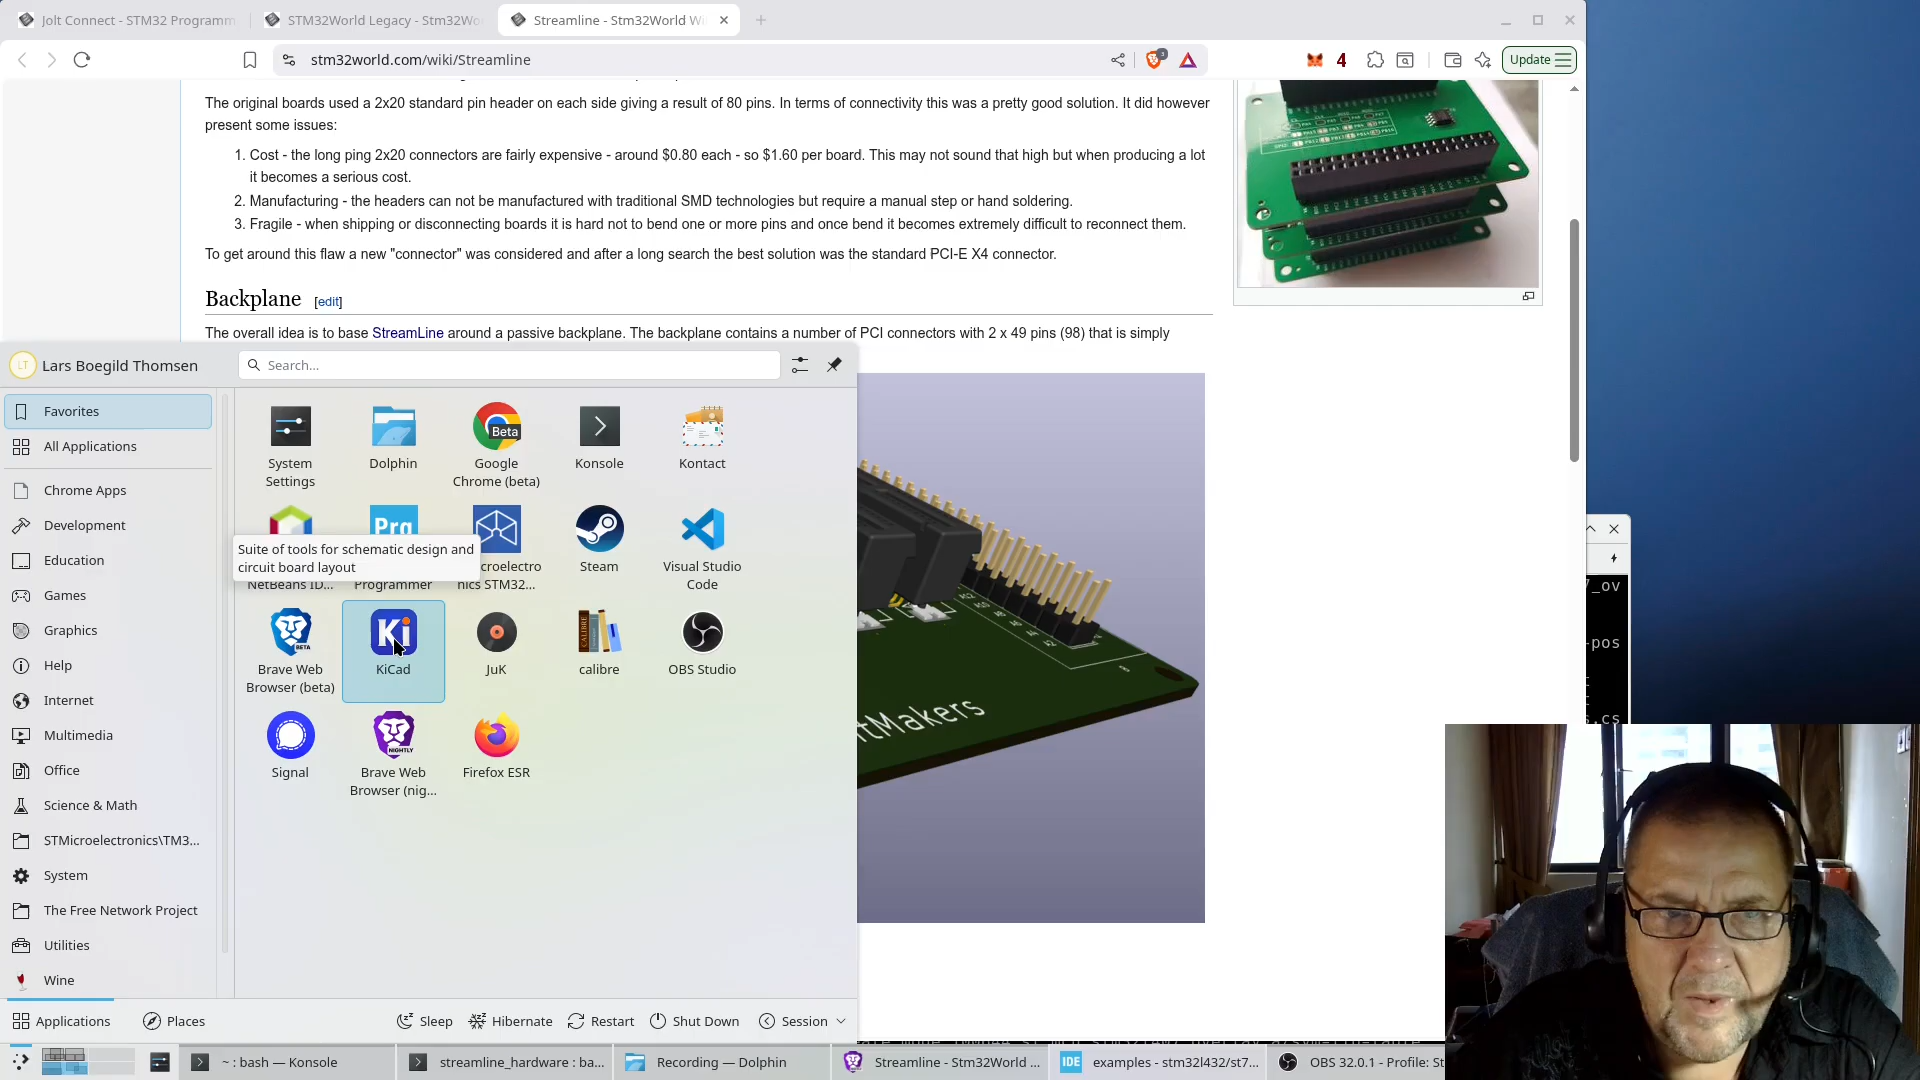 Jolt Connect - STM32 Programm
STM32World Legacy - Stm32Wo
Streamline - Stm32World Wi
stm32world.com/wiki/Streamline
3
4
Update
The original boards used a 2x20 standard pin header on each side giving a result of 80 pins. In terms of connectivity this was a pretty good solution. It did however
present some issues:
1. Cost - the long ping 2x20 connectors are fairly expensive - around $0.80 each - so $1.60 per board. This may not sound that high but when producing a lot
it becomes a serious cost.
2. Manufacturing - the headers can not be manufactured with traditional SMD technologies but require a manual step or hand soldering.
3. Fragile - when shipping or disconnecting boards it is hard not to bend one or more pins and once bend it becomes extremely difficult to reconnect them.
To get around this flaw a new "connector" was considered and after a long search the best solution was the standard PCI-E X4 connector.
Backplane [edit]
The overall idea is to base StreamLine around a passive backplane. The backplane contains a number of PCI connectors with 2 x 49 pins (98) that is simply
LT
Lars Boegild Thomsen
Search...
Favorites
All Applications
Chrome Apps
Development
Education
Games
Graphics
Help
Internet
Multimedia
Office
Science & Math
STMicroelectronics\TM3...
System
The Free Network Project
Utilities
Wine
System
Settings
Dolphin
Beta
Google
Chrome (beta)
Konsole
Kontact
Prg
Suite of tools for schematic design and
circuit board layout
NetBeans ID...
Programmer
croelectro
nics STM32...
Steam
Visual Studio
Code
BETA
Brave Web
Browser (beta)
Ki
KiCad
JuK
CALIBRE
calibre
OBS Studio
Signal
NIGHTLY
Brave Web
Browser (nig...
Firefox ESR
tMakers
_ov
-pos
s.cs
Applications
Places
Sleep
Hibernate
Restart
Shut Down
Session
~ : bash — Konsole
streamline_hardware : ba...
Recording — Dolphin
Streamline - Stm32World ...
IDE
examples - stm32l432/st7...
OBS 32.0.1 - Profile: St